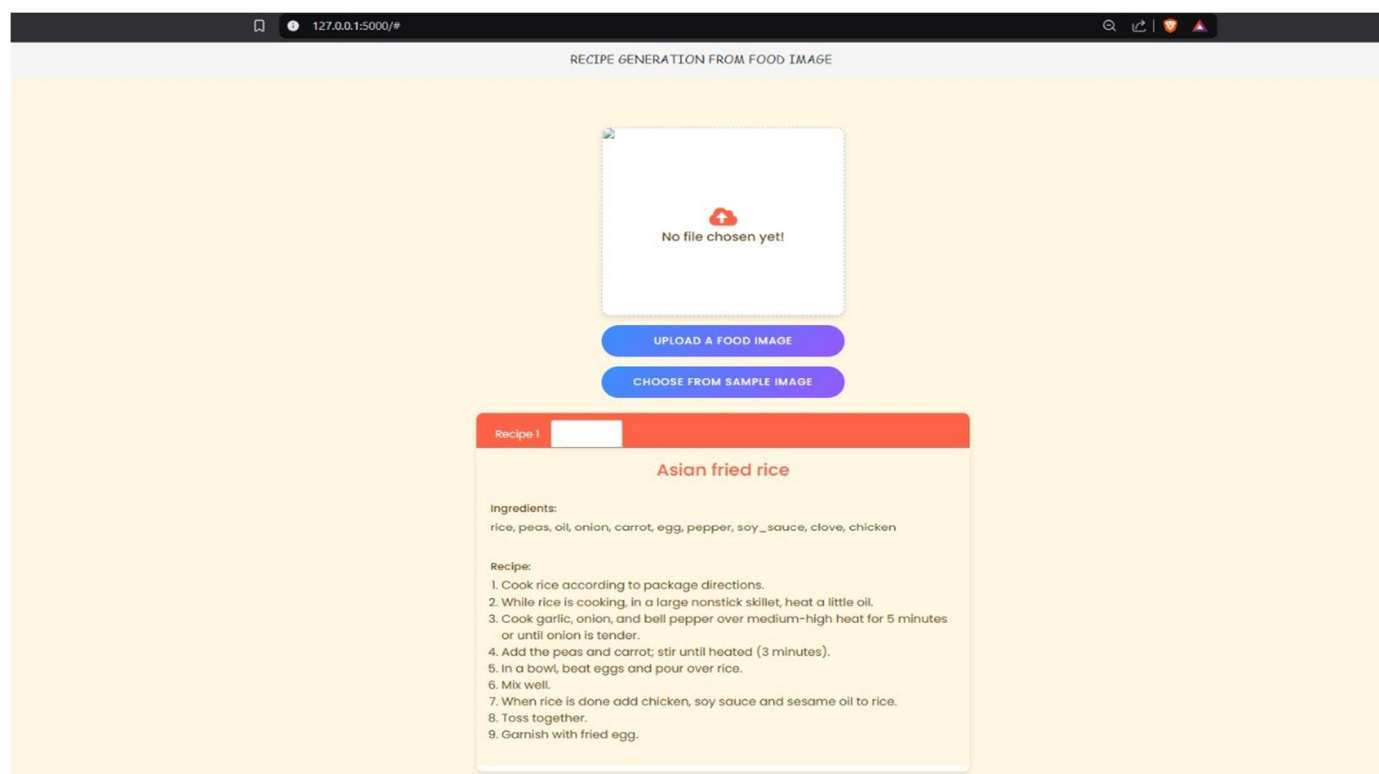 127.0.0.1:5000/#
RECIPE GENERATION FROM FOOD IMAGE
No file chosen yet!
UPLOAD A FOOD IMAGE
CHOOSE FROM SAMPLE IMAGE
Recipe 1
Asian fried rice
Ingredients:
rice, peas, oil, onion, carrot, egg, pepper, soy_sauce, clove, chicken
Recipe:
1. Cook rice according to package directions.
2. While rice is cooking, in a large nonstick skillet, heat a little oil.
3. Cook garlic, onion, and bell pepper over medium-high heat for 5 minutes
or until onion is tender.
4. Add the peas and carrot; stir until heated (3 minutes).
5. In a bowl, beat eggs and pour over rice.
6. Mix well.
7. When rice is done add chicken, soy sauce and sesame oil to rice.
8. Toss together.
9. Garnish with fried egg.